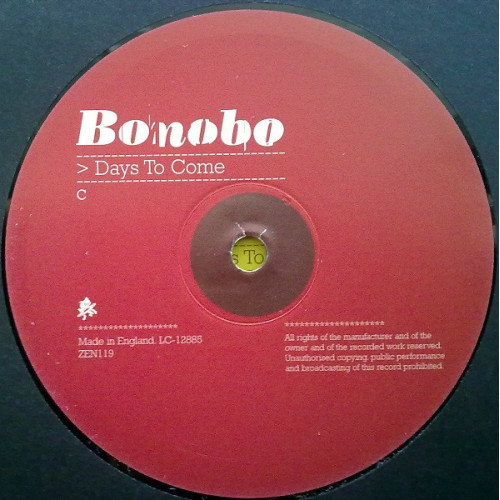 Bonobo
> Days To Come
C
s To
********************
Made in England. LC-12885
ZEN119
********************
All rights of the manufacturer and of the
owner and of the recorded work reserved.
Unauthorised copying, public performance
and broadcasting of this record prohibited.